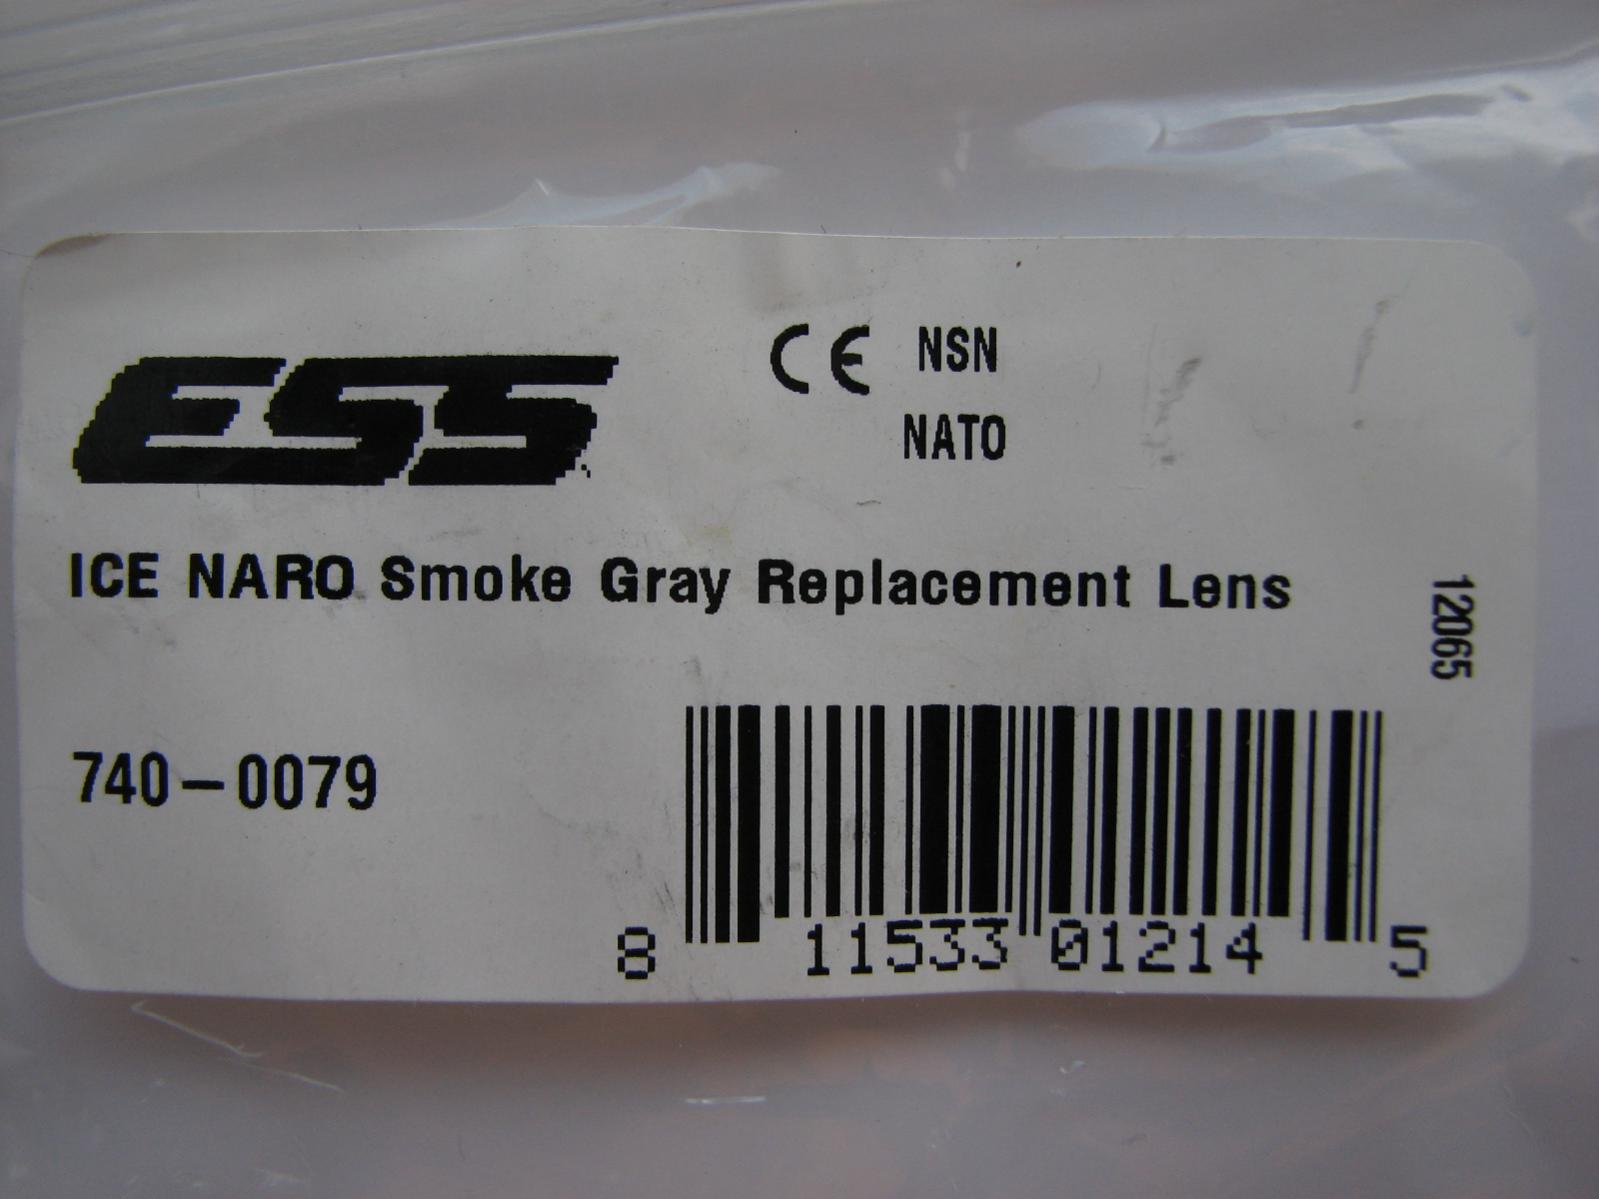 ESS
CE NSN
NATO
ICE NARO Smoke Gray Replacement Lens
12065
740-0079
8 11533 01214 5